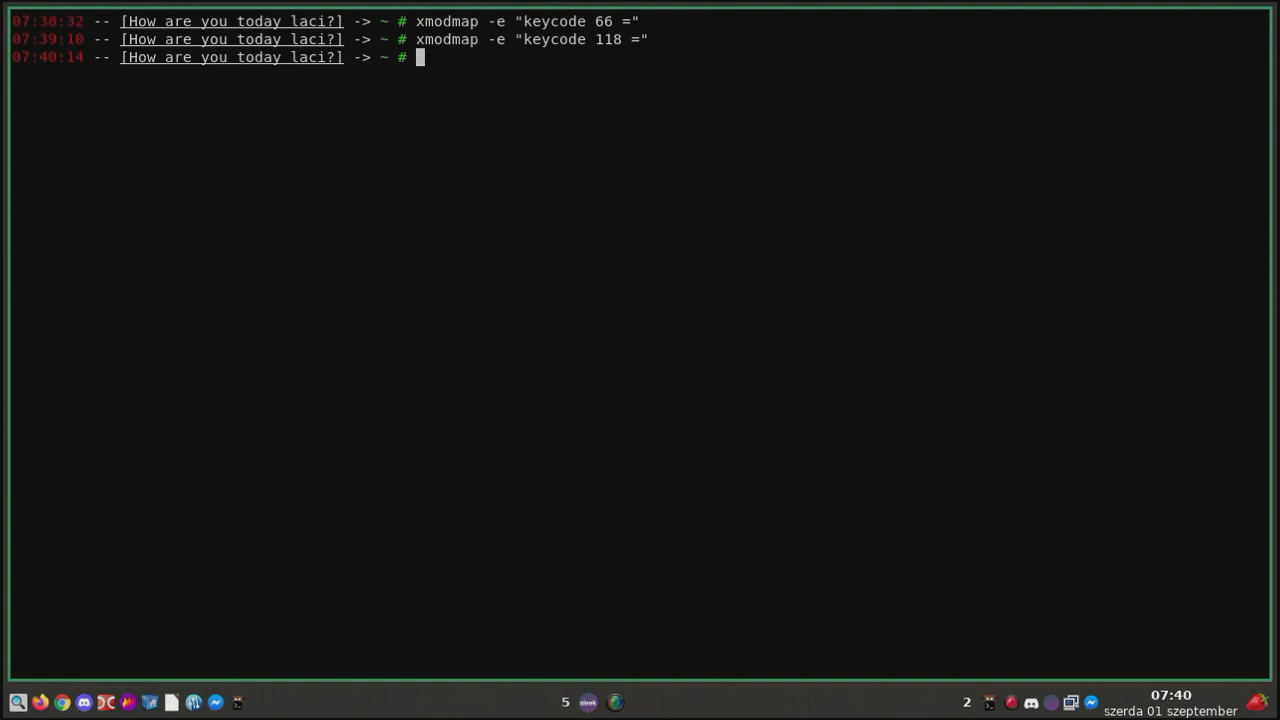 07:38:32 -- [How are you today laci?] -> ~ # xmodmap -e "keycode 66 ="
07:39:10 -- [How are you today laci?] -> ~ # xmodmap -e "keycode 118 ="
07:40:14 -- [How are you today laci?] -> ~ #
5 sleek
2
07:40
szerda 01 szeptember